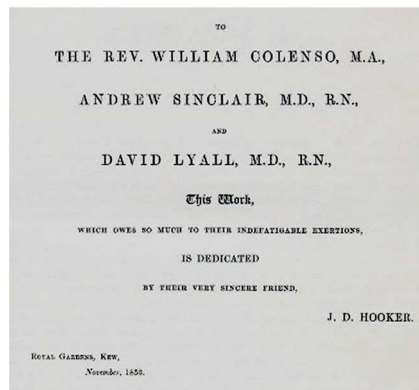 TO
THE REV. WILLIAM COLENSO, M.A.,
ANDREW SINCLAIR, M.D., R.N.,
AND
DAVID LYALL, M.D., R.N.,
This Work,
WHICH OWES SO MUCH TO THEIR INDEFATIGABLE EXERTIONS,
IS DEDICATED
BY THEIR VERY SINCERE FRIEND,
J. D. HOOKER.
ROYAL GARDENS, KEW,
November, 1853.